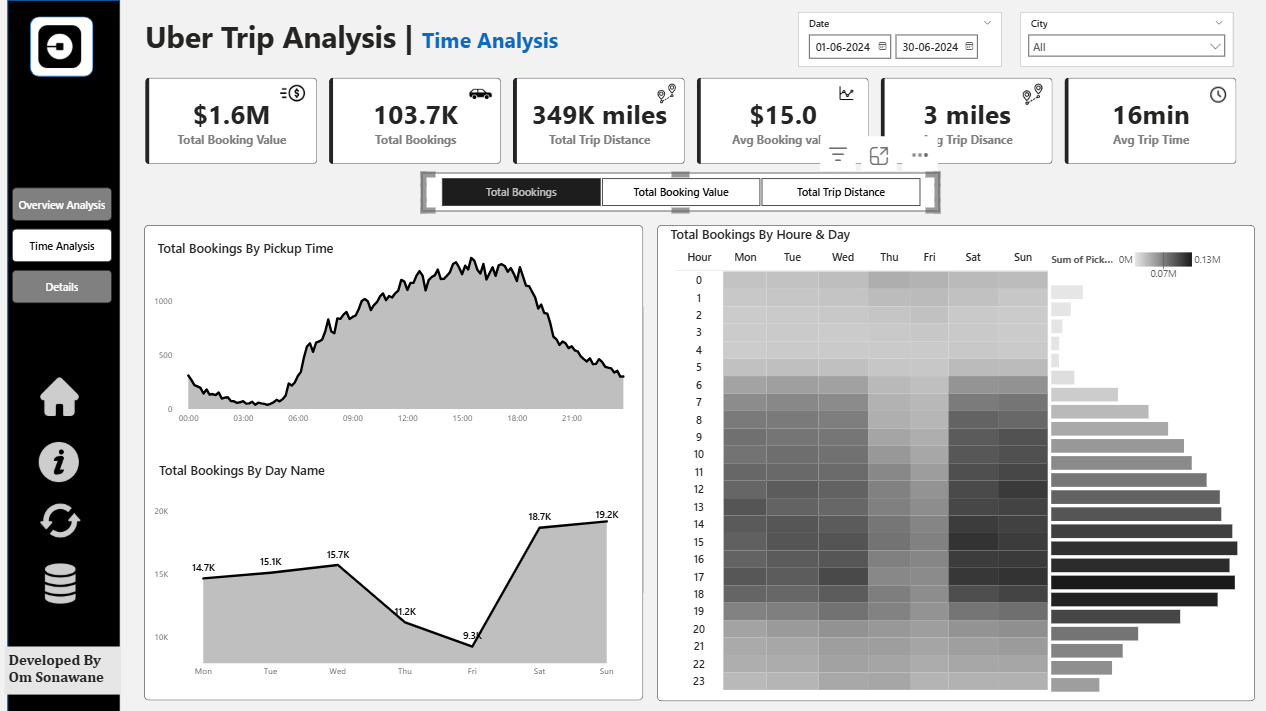 Uber Trip Analysis | Time Analysis
Date
01-06-2024 30-06-2024
City
All
$1.6M
Total Booking Value
103.7K
Total Bookings
349K miles
Total Trip Distance
$15.0
Avg Booking val
3 miles
g Trip Disance
16min
Avg Trip Time
Overview Analysis
Time Analysis
Details
Developed By
Om Sonawane
Total Bookings Total Booking Value Total Trip Distance
Total Bookings By Pickup Time
1000
500
0
00:00 03:00 06:00 09:00 12:00 15:00 18:00 21:00
Total Bookings By Day Name
20K
15K
10K
14.7K 15.1K 15.7K 11.2K 9.3K 18.7K 19.2K
Mon Tue Wed Thu Fri Sat Sun
Total Bookings By Houre & Day
Hour Mon Tue Wed Thu Fri Sat Sun
Sum of Pick... 0M 0.13M
0.07M
0
1
2
3
4
5
6
7
8
9
10
11
12
13
14
15
16
17
18
19
20
21
22
23